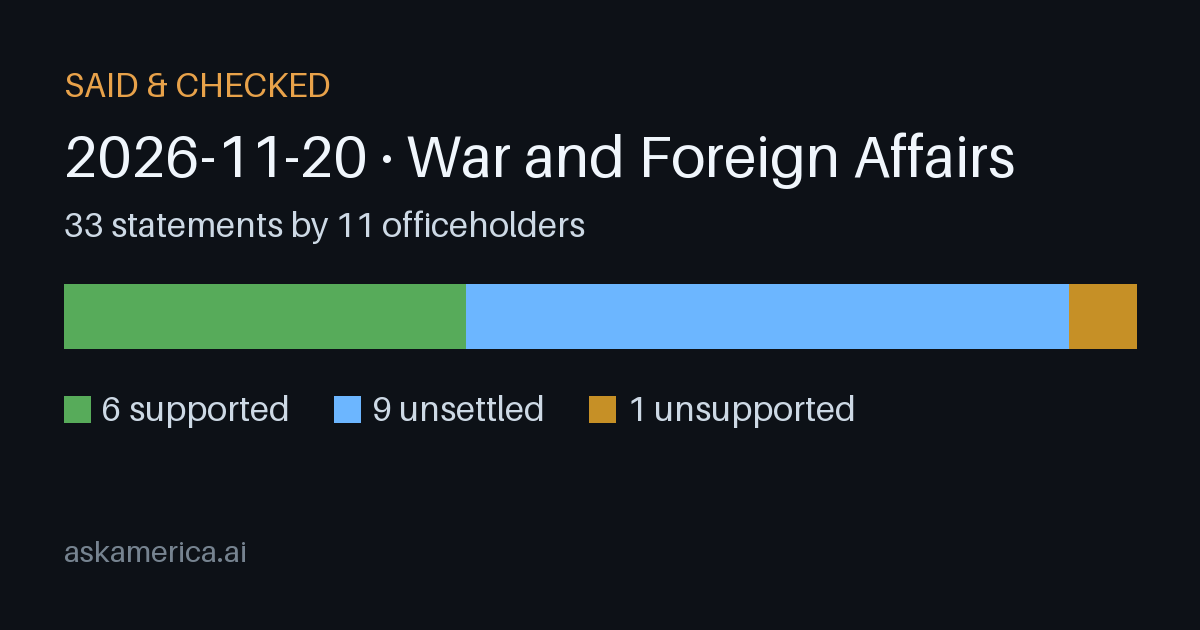 SAID & CHECKED
2026-11-20 · War and Foreign Affairs
33 statements by 11 officeholders
6 supported 9 unsettled 1 unsupported
askamerica.ai